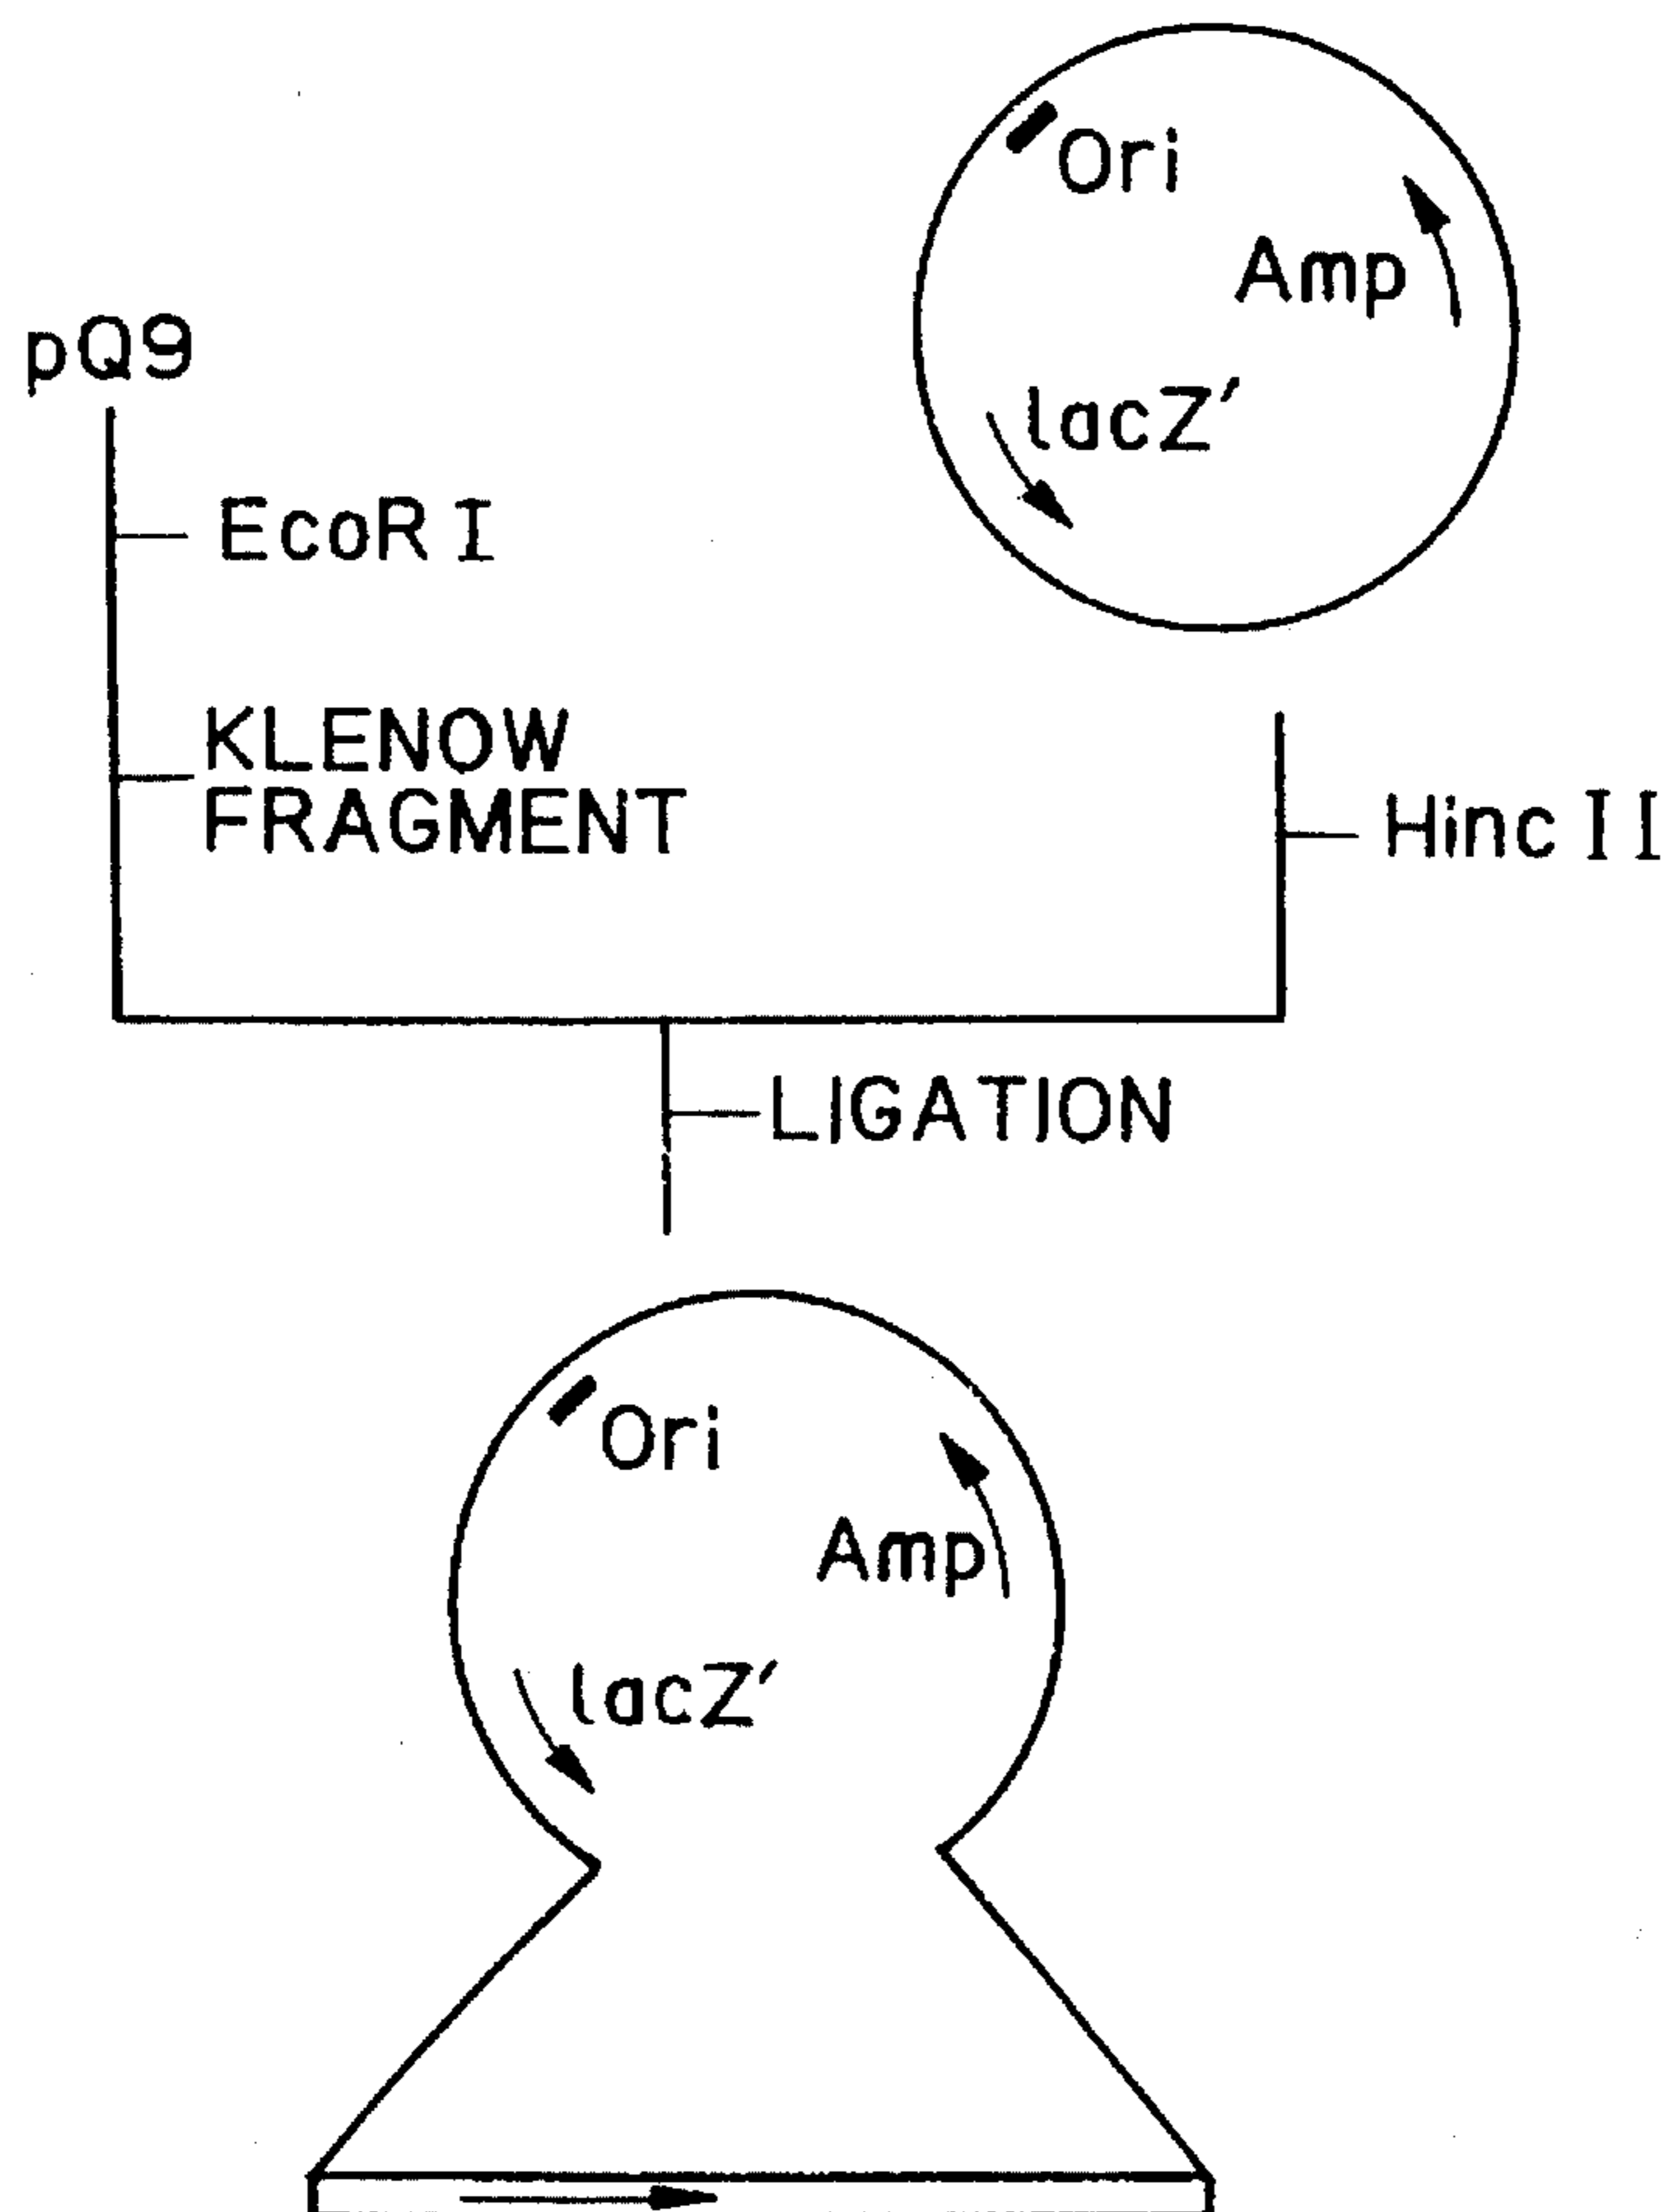 Ori
Amp
lacZ′
pQ9
EcoR I
KLENOW
FRAGMENT
Hinc II
LIGATION
Ori
Amp
lacZ′